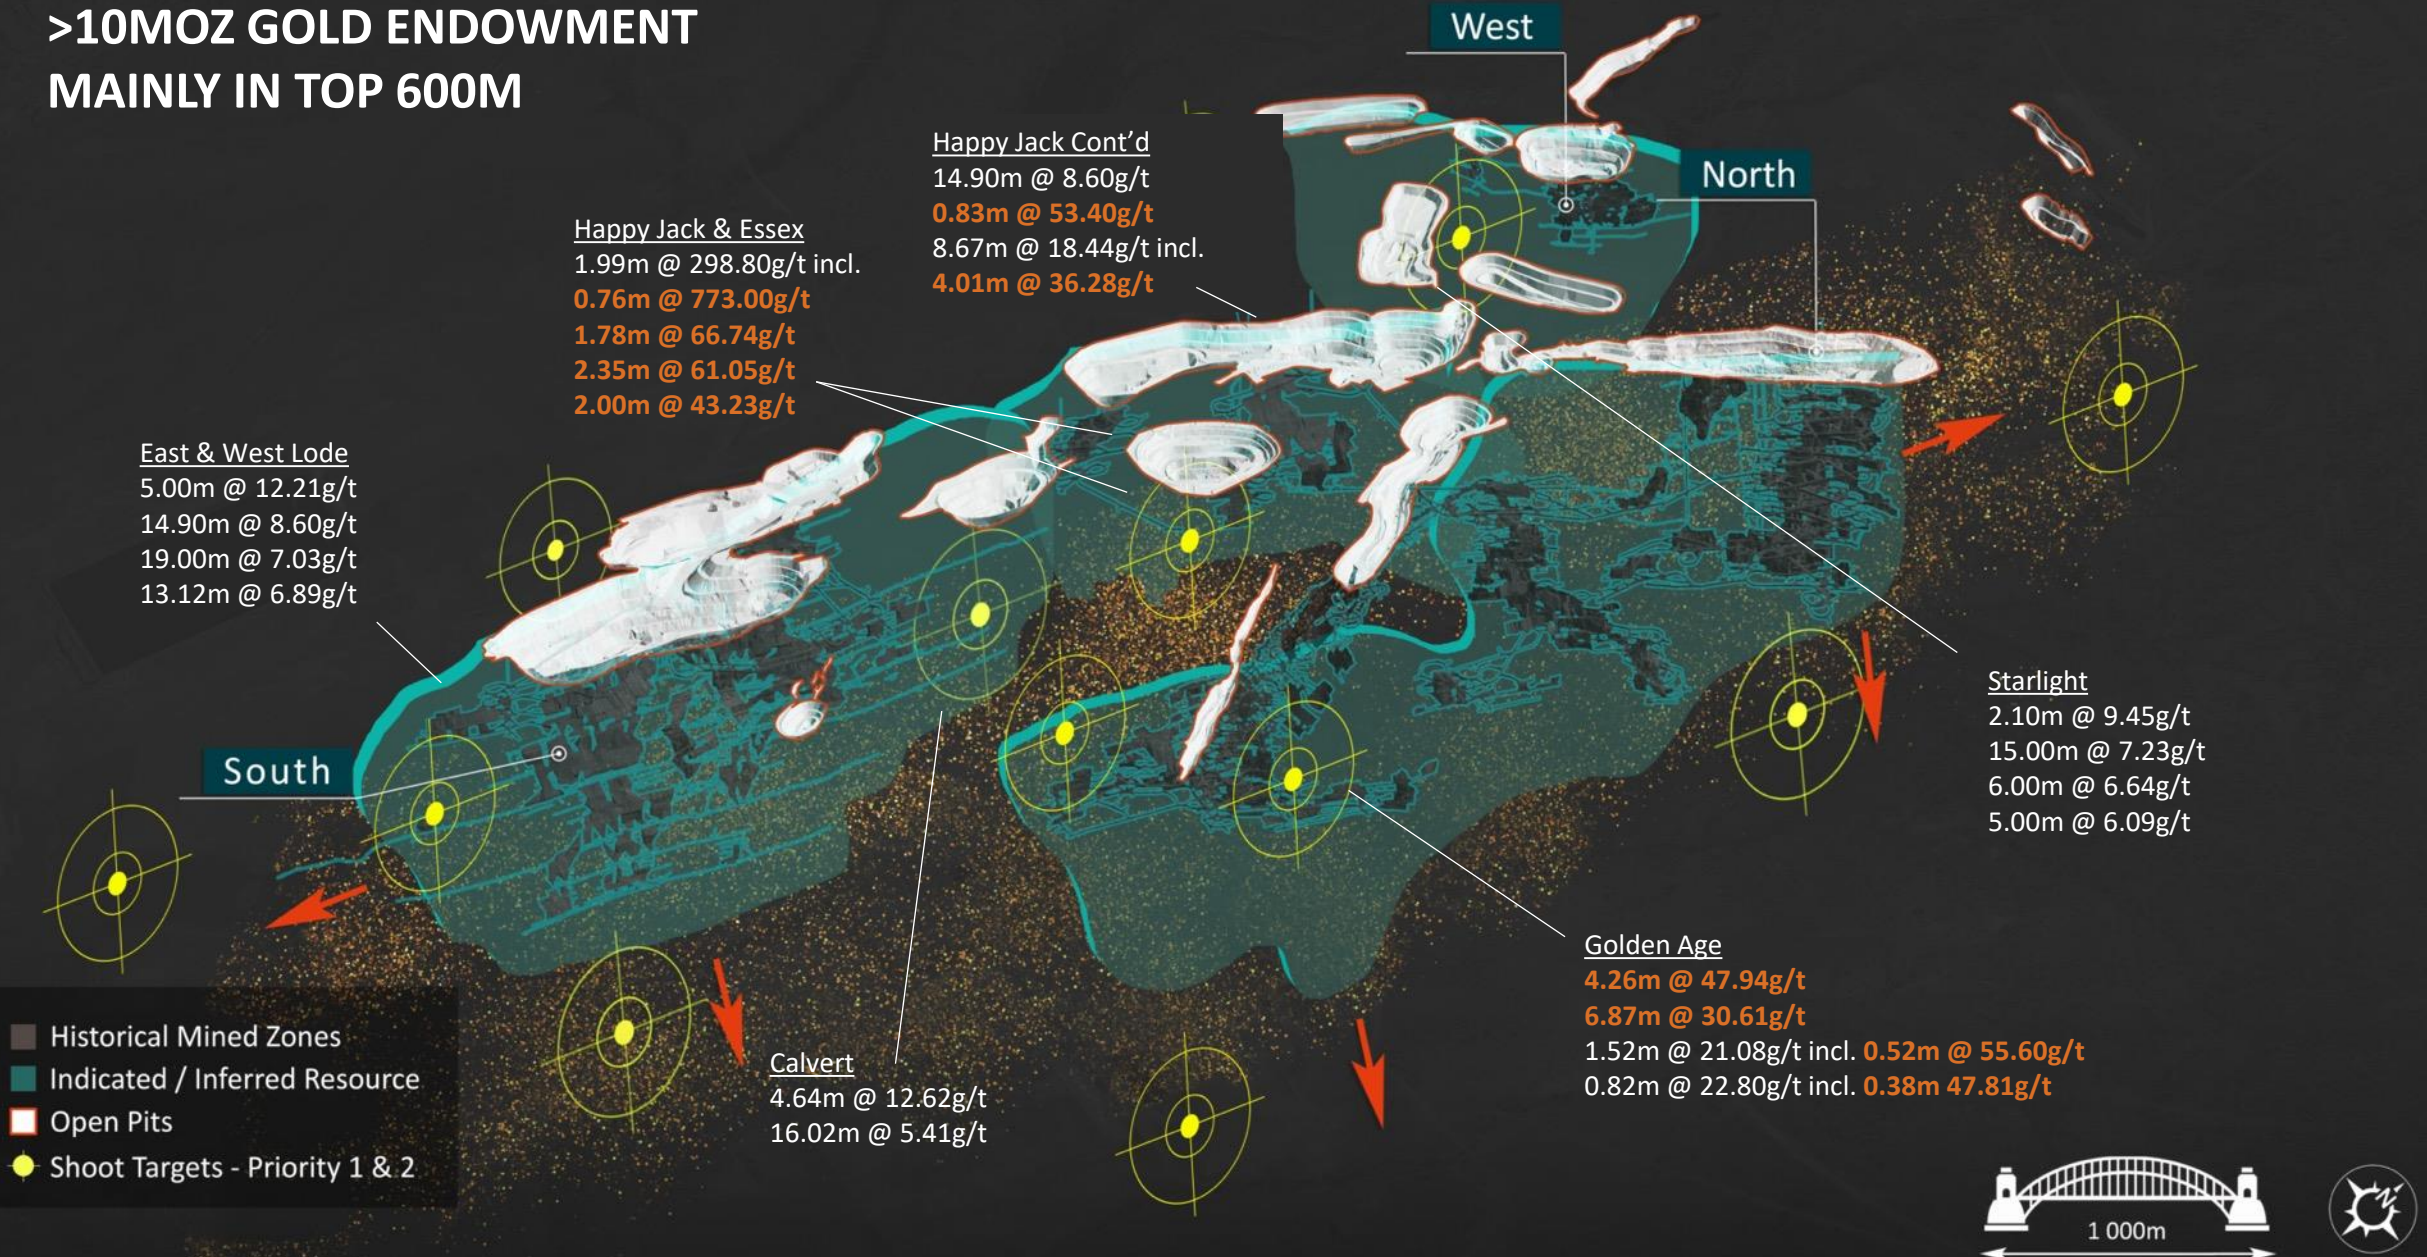 >10MOZ GOLD ENDOWMENT
MAINLY IN TOP 600M
West
North
Happy Jack Cont’d
14.90m @ 8.60g/t
0.83m @ 53.40g/t
8.67m @ 18.44g/t incl.
4.01m @ 36.28g/t
Happy Jack & Essex
1.99m @ 298.80g/t incl.
0.76m @ 773.00g/t
1.78m @ 66.74g/t
2.35m @ 61.05g/t
2.00m @ 43.23g/t
East & West Lode
5.00m @ 12.21g/t
14.90m @ 8.60g/t
19.00m @ 7.03g/t
13.12m @ 6.89g/t
South
Starlight
2.10m @ 9.45g/t
15.00m @ 7.23g/t
6.00m @ 6.64g/t
5.00m @ 6.09g/t
Golden Age
4.26m @ 47.94g/t
6.87m @ 30.61g/t
1.52m @ 21.08g/t incl. 0.52m @ 55.60g/t
0.82m @ 22.80g/t incl. 0.38m 47.81g/t
Calvert
4.64m @ 12.62g/t
16.02m @ 5.41g/t
Historical Mined Zones
Indicated / Inferred Resource
Open Pits
Shoot Targets - Priority 1 & 2
1 000m
N